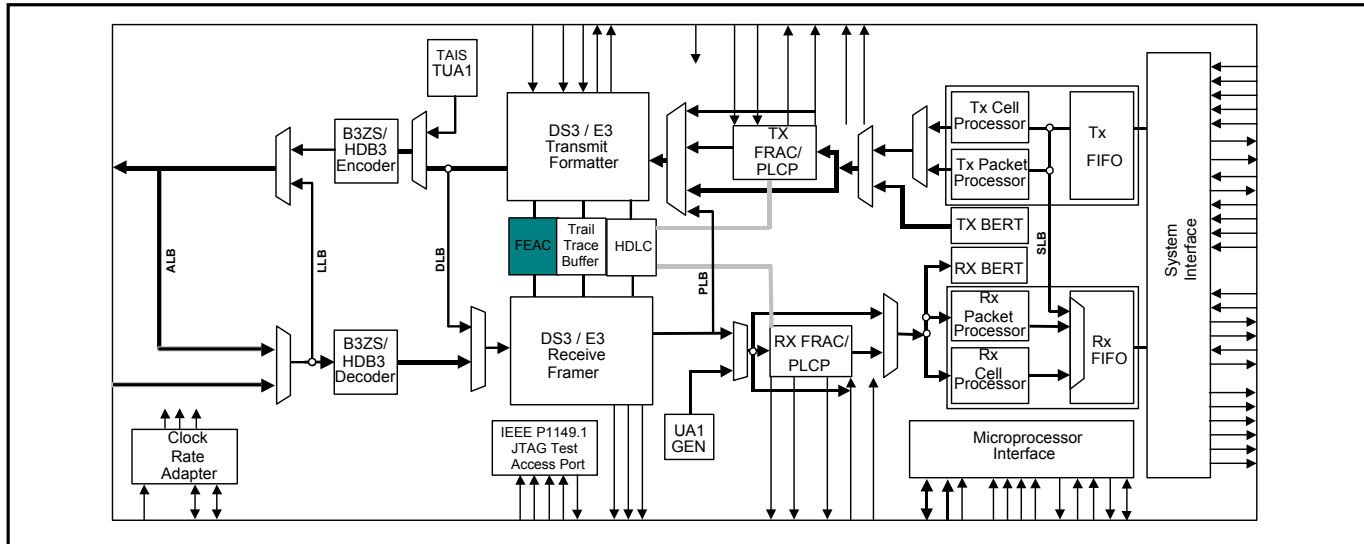 TAIS
TUA1
B3ZS/
HDB3
Encoder
DS3 / E3
Transmit
Formatter
TX
FRAC/
PLCP
Tx Cell
Processor
Tx Packet
Processor
Tx
FIFO
TX BERT
RX BERT
System
Interface
ALB
LLB
DLB
FEAC
Trail
Trace
Buffer
HDLC
PLB
SLB
B3ZS/
HDB3
Decoder
DS3 / E3
Receive
Framer
RX FRAC/
PLCP
Rx
Packet
Processor
Rx
Cell
Processor
Rx
FIFO
UA1
GEN
Clock
Rate
Adapter
IEEE P1149.1
JTAG Test
Access Port
Microprocessor
Interface